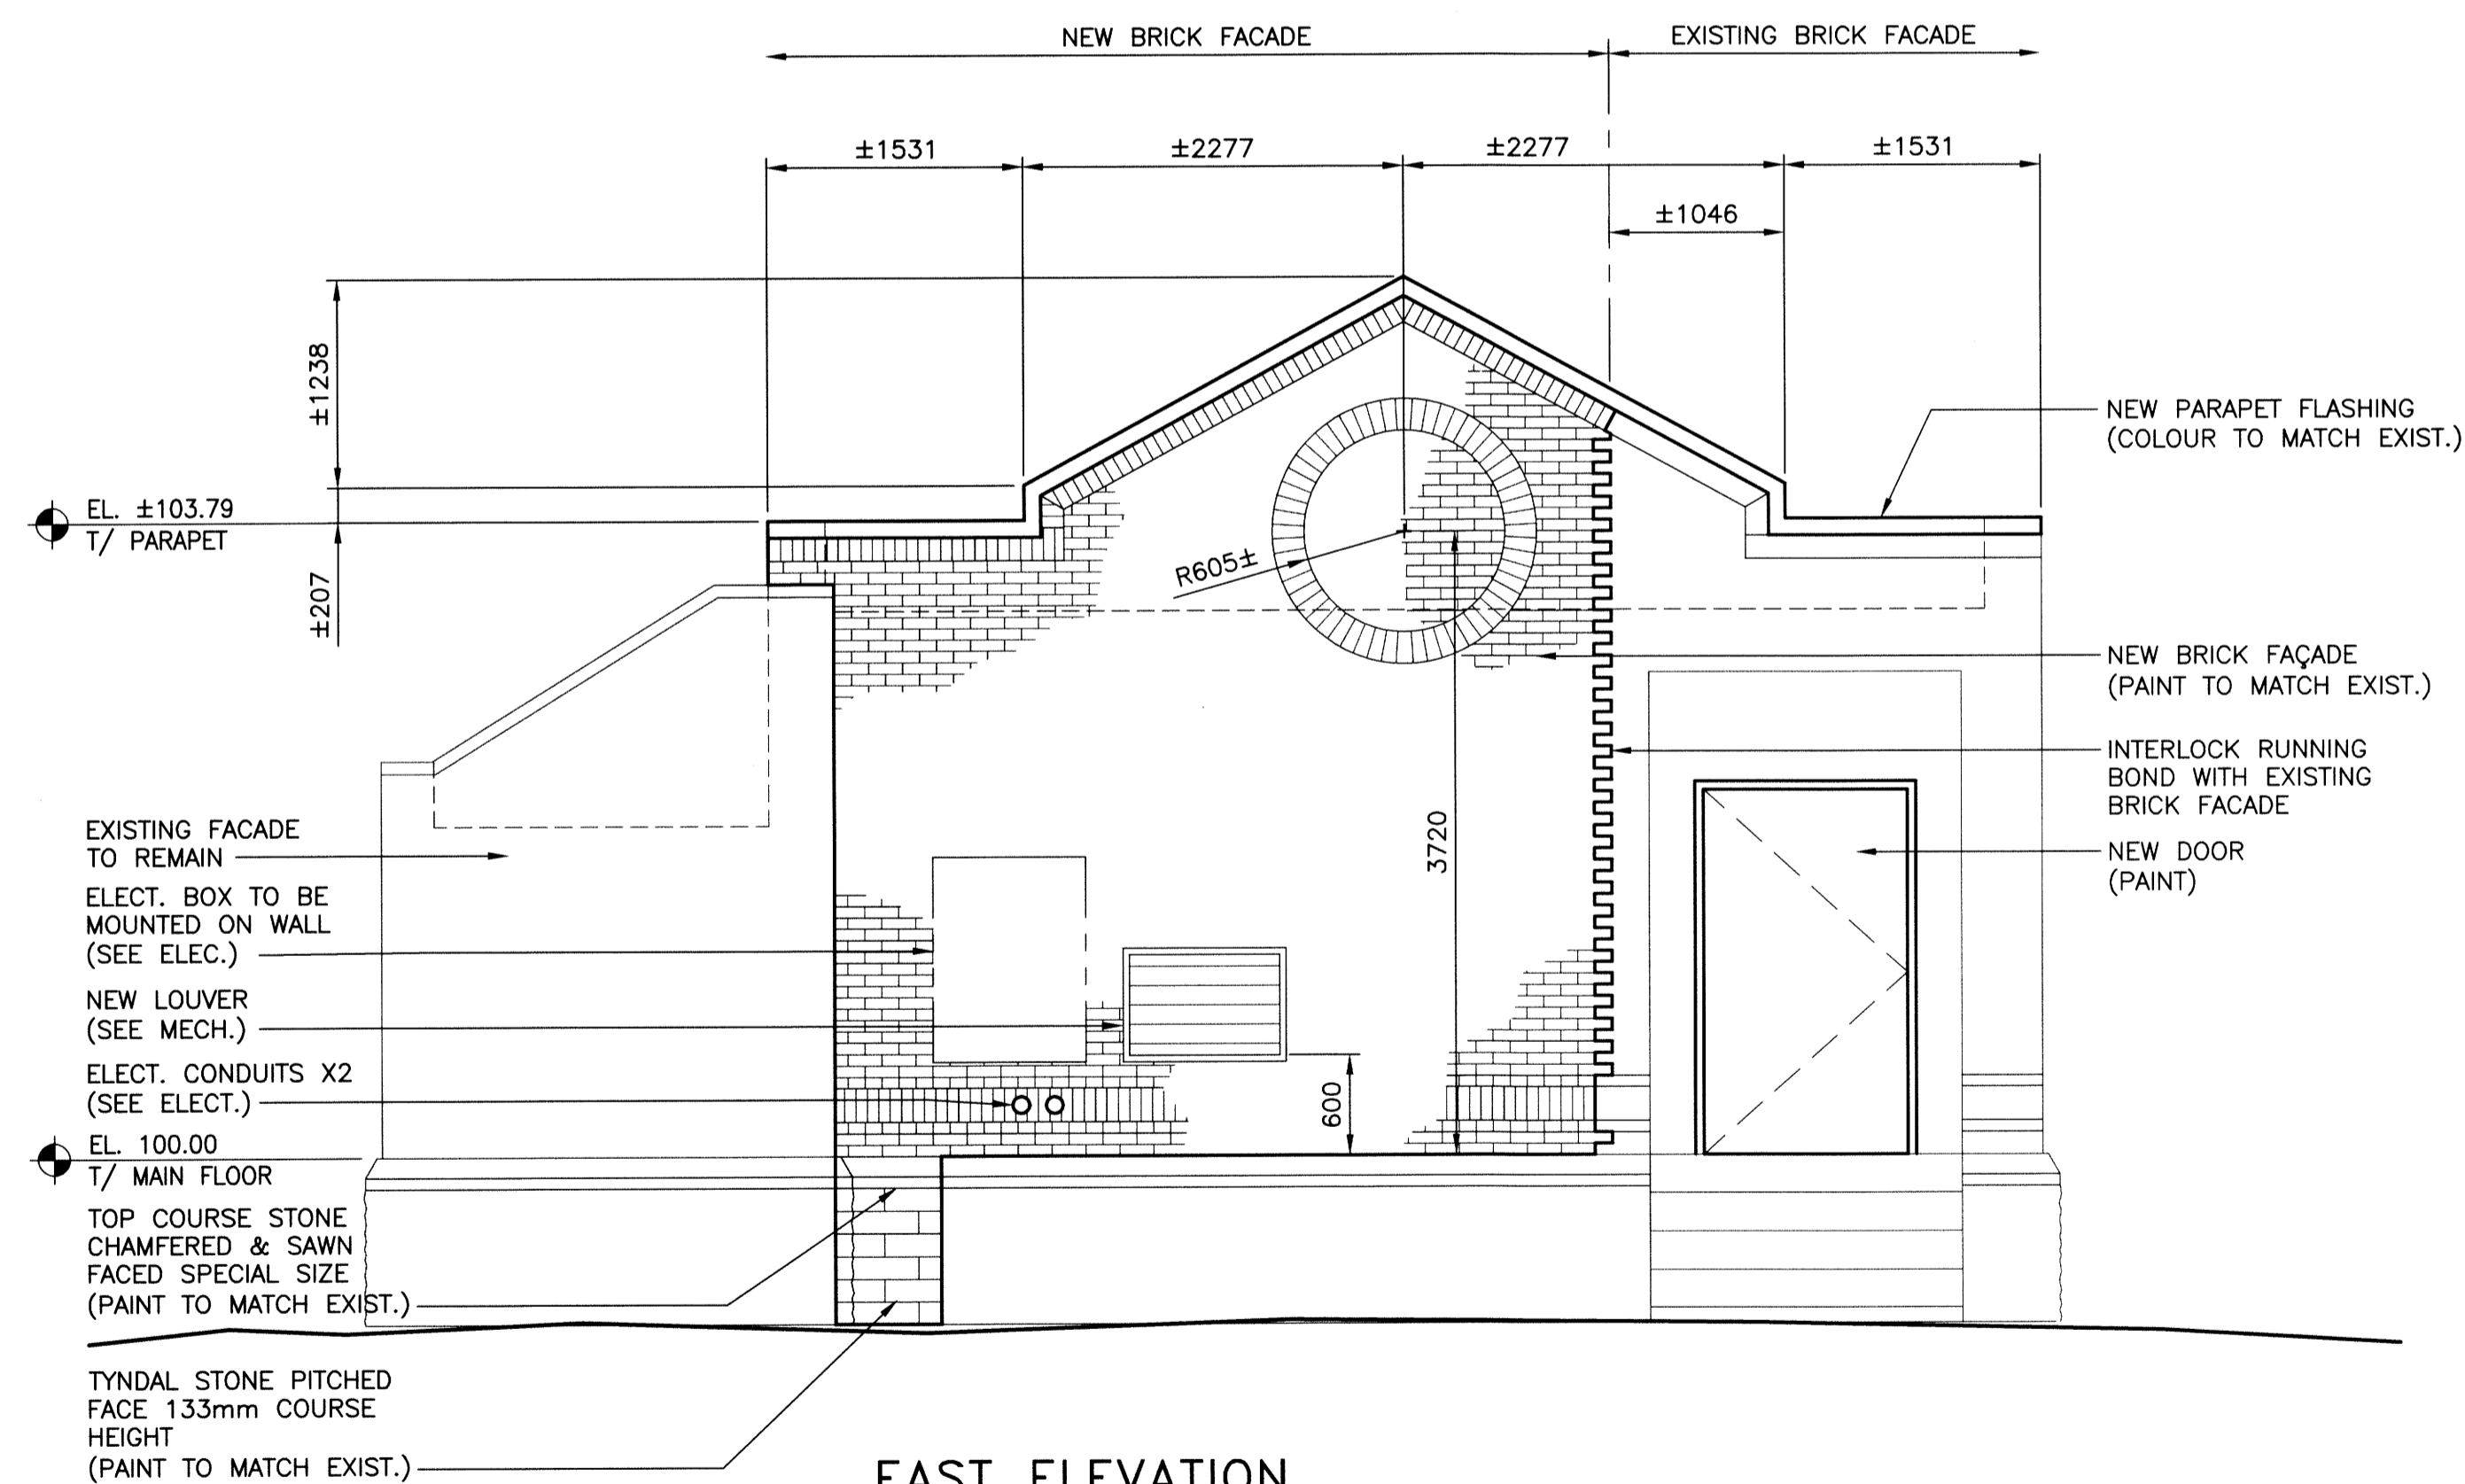 NEW BRICK FACADE
EXISTING BRICK FACADE
±1531
±2277
±2277
±1531
±1046
±1238
NEW PARAPET FLASHING
(COLOUR TO MATCH EXIST.)
EL. ±103.79
T/ PARAPET
±207
R605±
NEW BRICK FAÇADE
(PAINT TO MATCH EXIST.)
INTERLOCK RUNNING
BOND WITH EXISTING
BRICK FACADE
3720
NEW DOOR
(PAINT)
EXISTING FACADE
TO REMAIN
ELECT. BOX TO BE
MOUNTED ON WALL
(SEE ELEC.)
NEW LOUVER
(SEE MECH.)
ELECT. CONDUITS X2
(SEE ELECT.)
600
EL. 100.00
T/ MAIN FLOOR
TOP COURSE STONE
CHAMFERED & SAWN
FACED SPECIAL SIZE
(PAINT TO MATCH EXIST.)
TYNDAL STONE PITCHED
FACE 133mm COURSE
HEIGHT
(PAINT TO MATCH EXIST.)
EAST ELEVATION